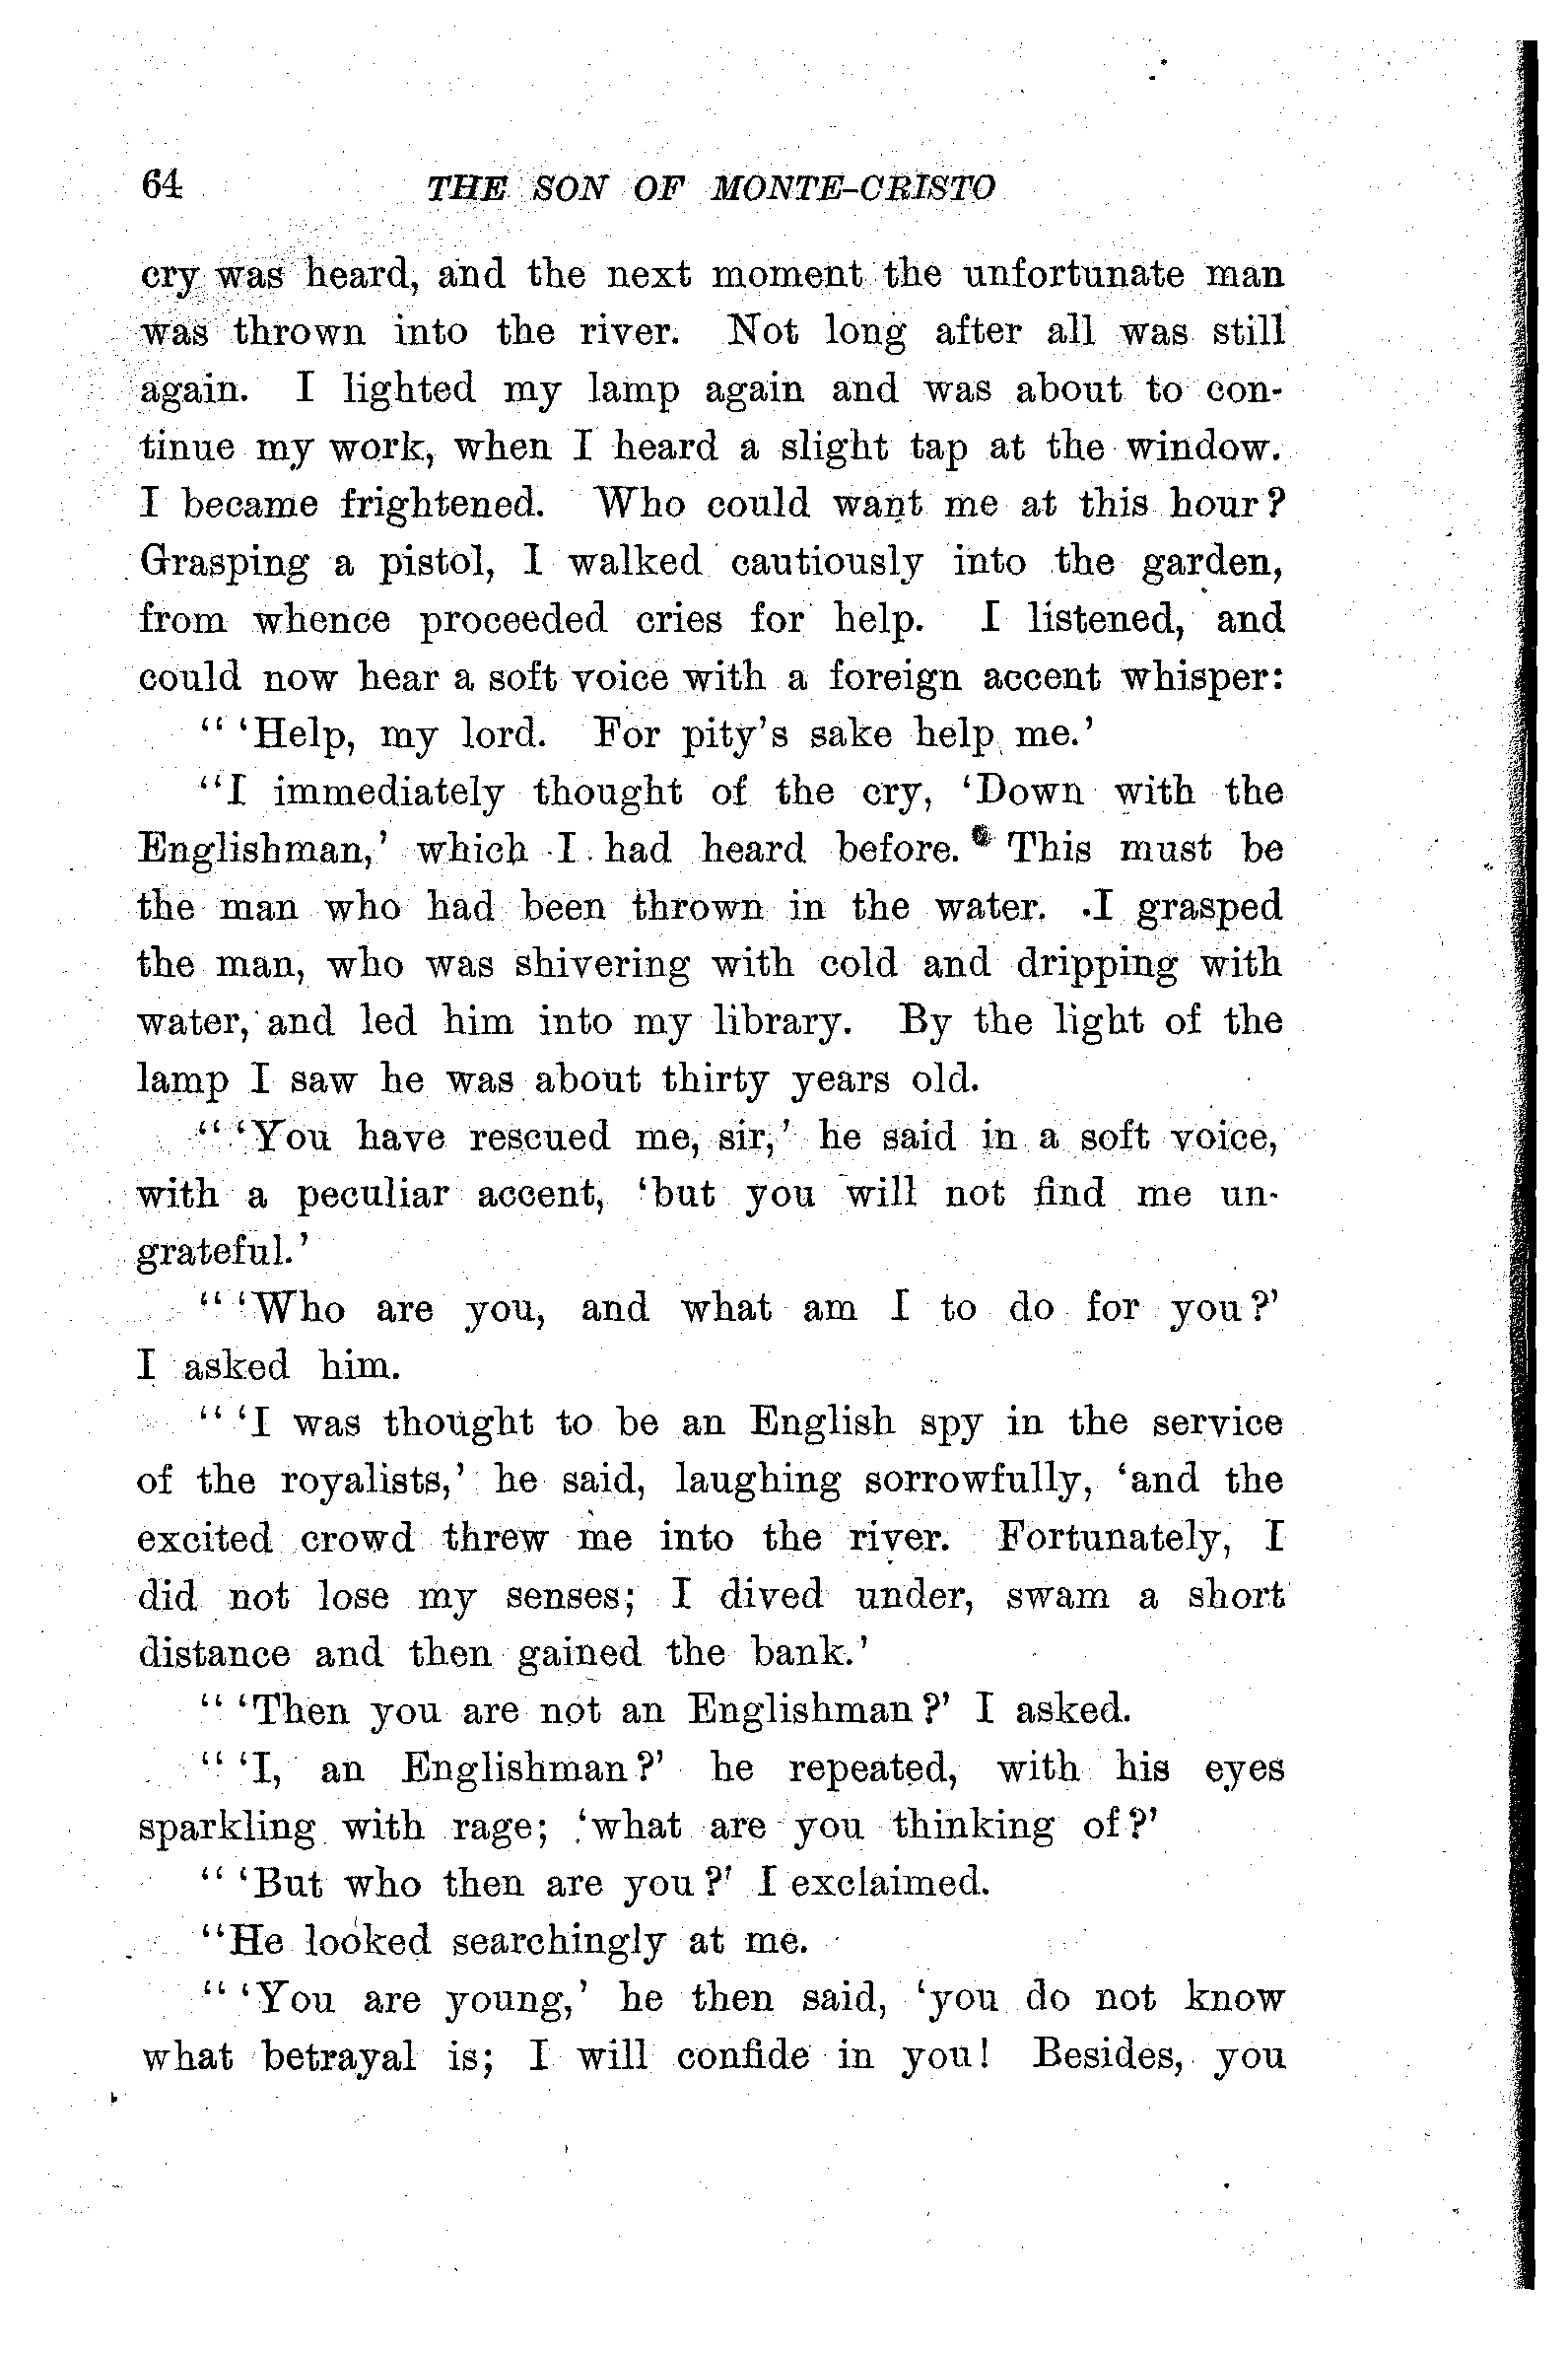 64 THE SON OF MONTE-CRISTO
cry was heard, and the next moment the unfortunate man
was thrown into the river. Not long after all was still
again. I lighted my lamp again and was about to con-
tinue my work, when I heard a slight tap at the window.
I became frightened. Who could want me at this hour?
Grasping a pistol, I walked cautiously into the garden,
from whence proceeded cries for help. I listened, and
could now hear a soft voice with a foreign accent whisper:
“ ‘Help, my lord. For pity’s sake help me.’
“I immediately thought of the cry, ‘Down with the
Englishman,’ which I had heard before. This must be
the man who had been thrown in the water. I grasped
the man, who was shivering with cold and dripping with
water, and led him into my library. By the light of the
lamp I saw he was about thirty years old.
“ ‘You have rescued me, sir,’ he said in a soft voice,
with a peculiar accent, ‘but you will not find me un-
grateful.’
“ ‘Who are you, and what am I to do for you?’
I asked him.
“ ‘I was thought to be an English spy in the service
of the royalists,’ he said, laughing sorrowfully, ‘and the
excited crowd threw me into the river. Fortunately, I
did not lose my senses; I dived under, swam a short
distance and then gained the bank.’
“ ‘Then you are not an Englishman?’ I asked.
“ ‘I, an Englishman?’ he repeated, with his eyes
sparkling with rage; ‘what are you thinking of?’
“ ‘But who then are you?’ I exclaimed.
“He looked searchingly at me.
“ ‘You are young,’ he then said, ‘you do not know
what betrayal is; I will confide in you! Besides, you